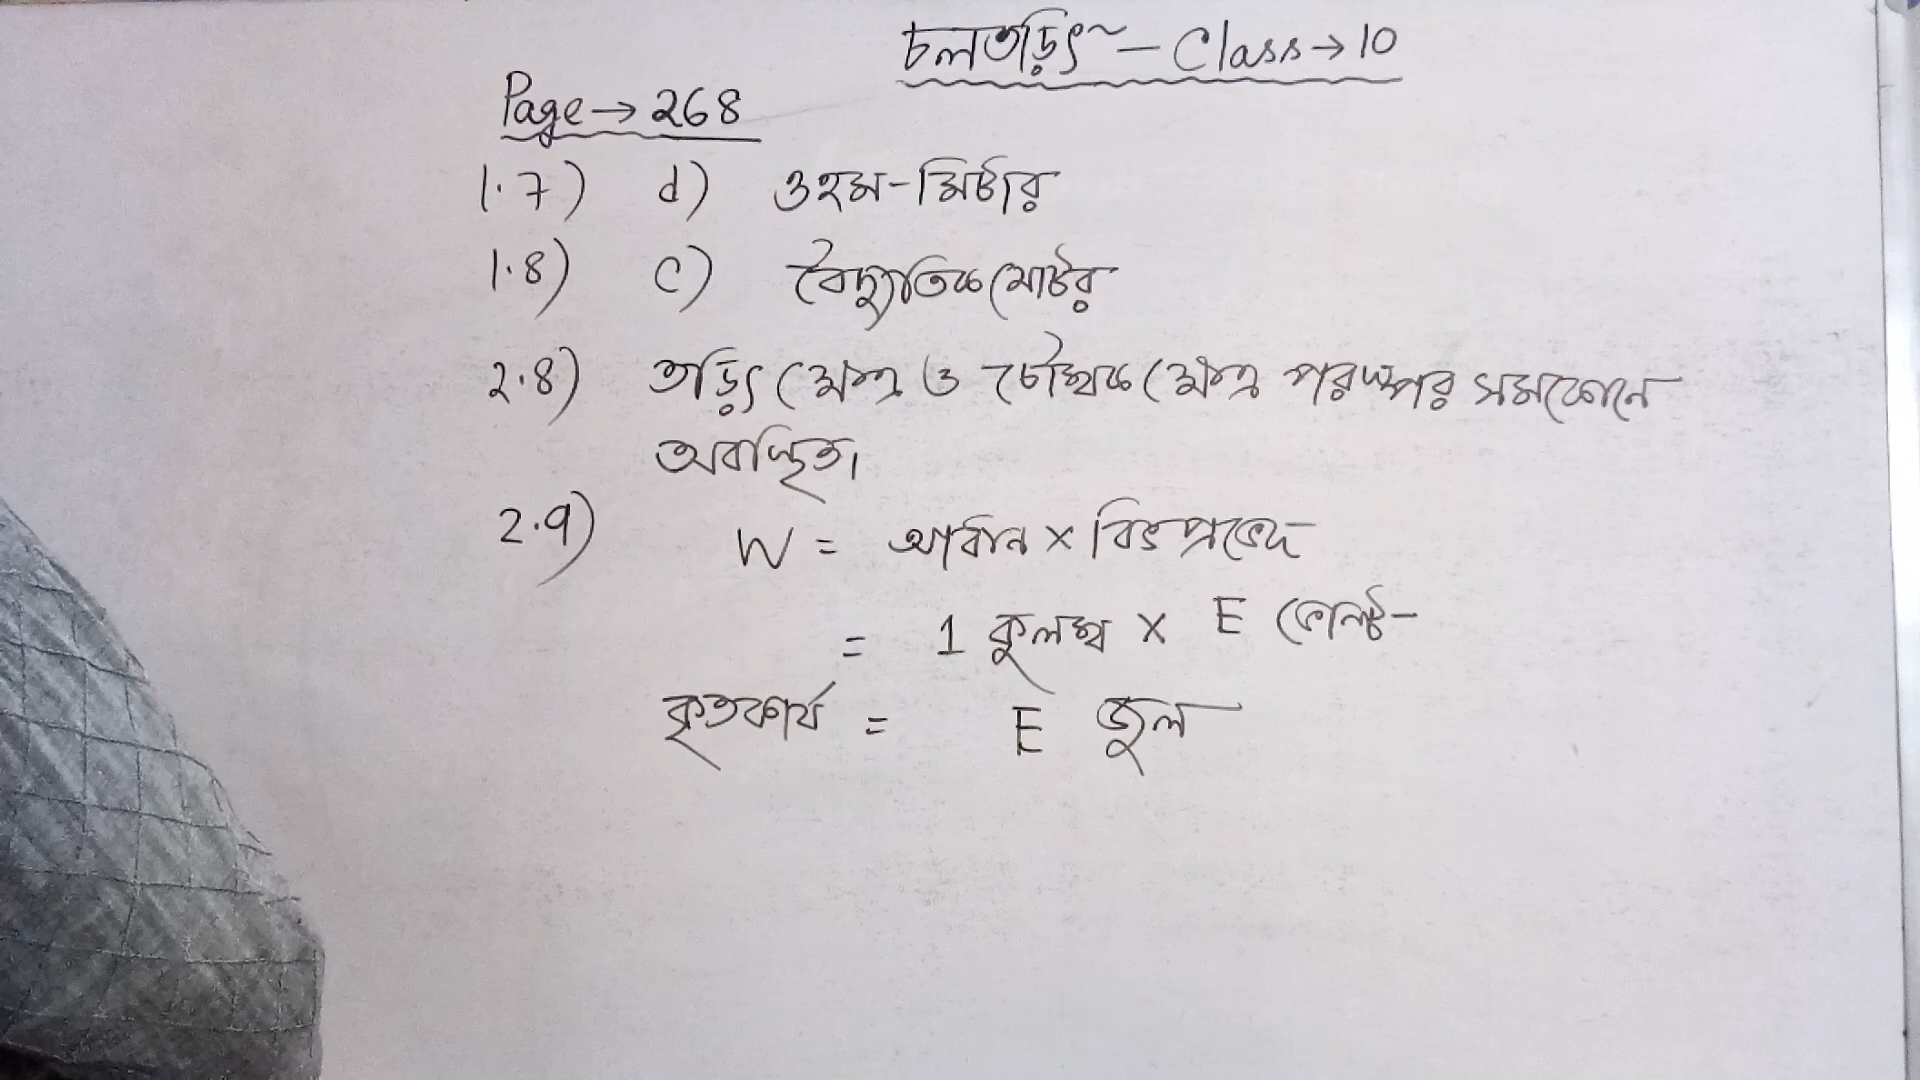 চলতড়িৎ – Class → 10
Page → 268
1.7) d) ওহম-মিটার
1.8) c) বৈদ্যুতিক মোটর
2.8) তড়িৎ ক্ষেত্র ও চৌম্বক ক্ষেত্র পরস্পর সমকোনে
অবস্থিত।
2.9) W = আধান × বিভপ্রভেদ
= 1 কুলম্ব × E ভোল্ট
কৃতকার্য = E জুল